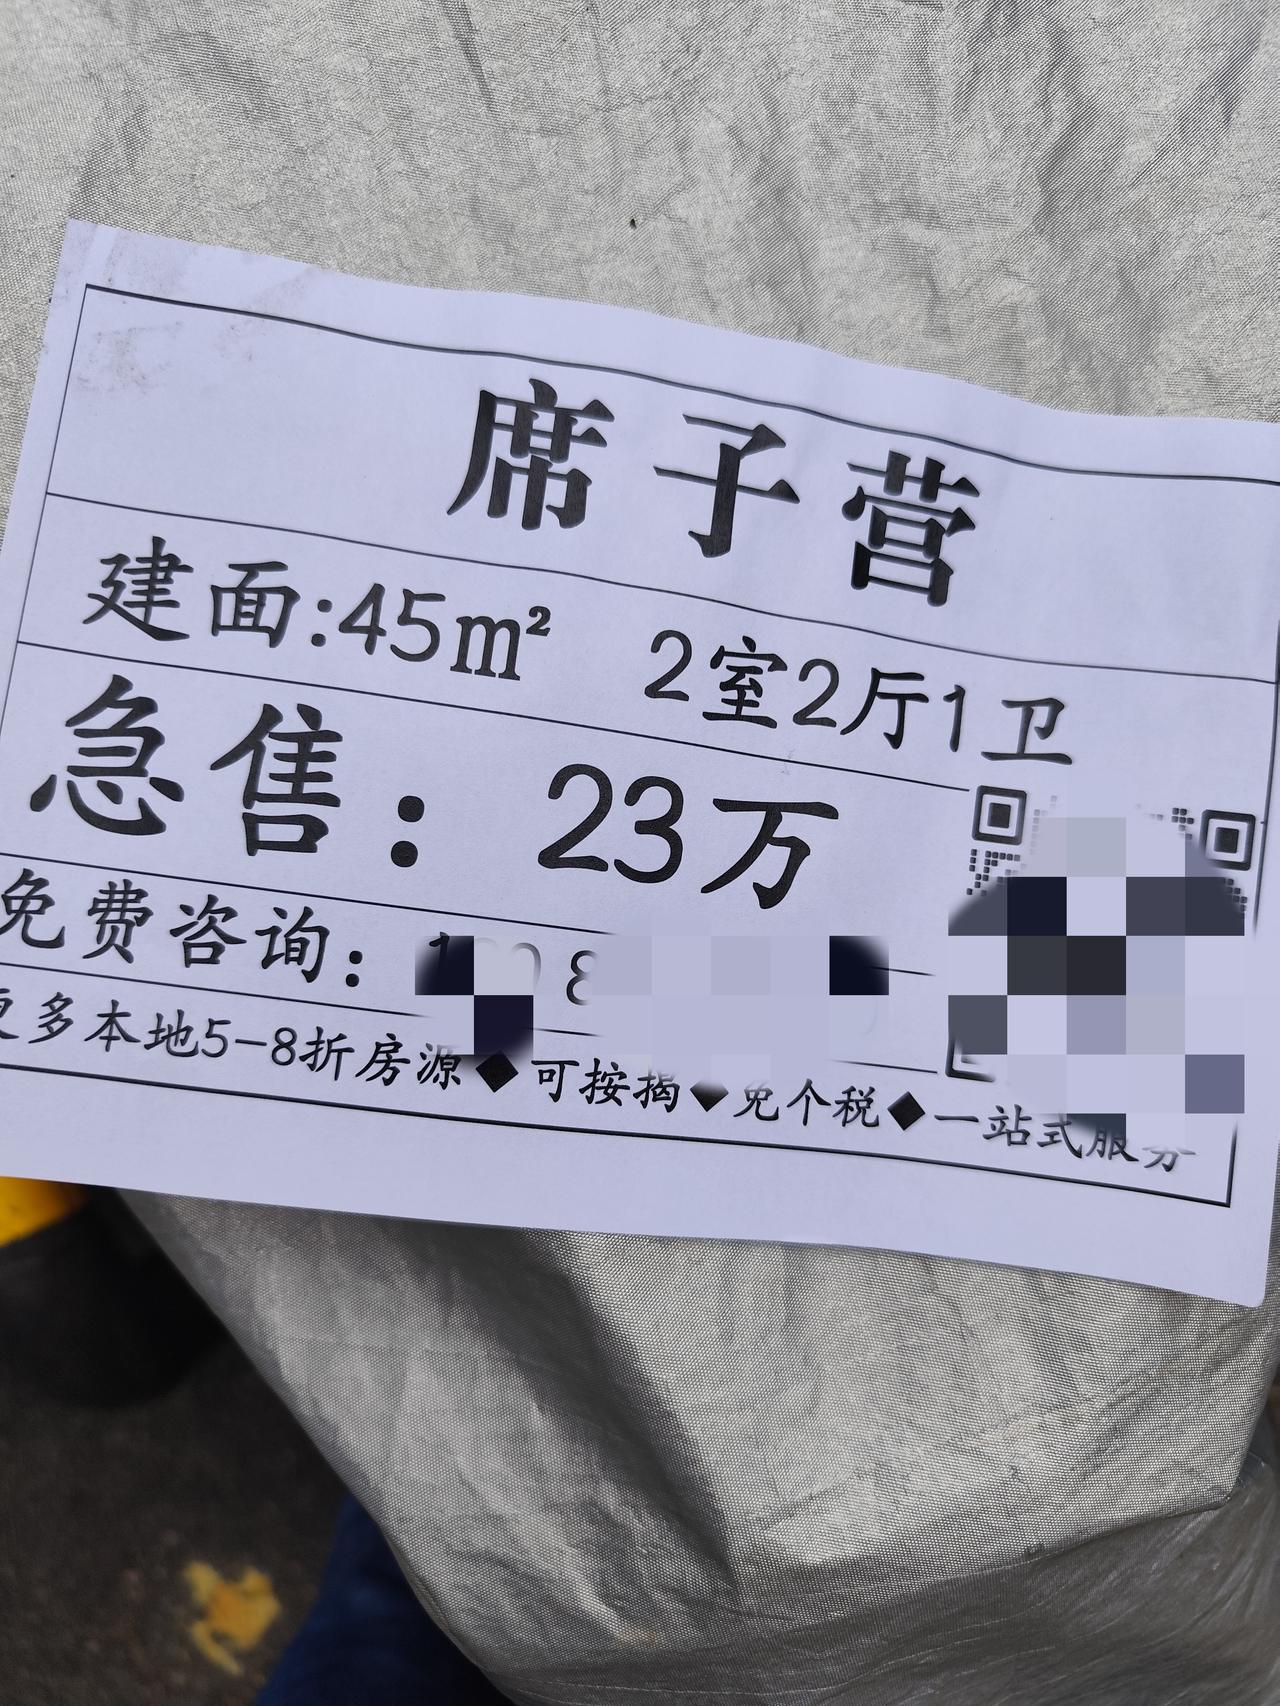 席子营
建面:45m² 2室2厅1卫
急售：23万
免费咨询：
更多本地5-8折房源◆可按揭◆免个税◆一站式服务